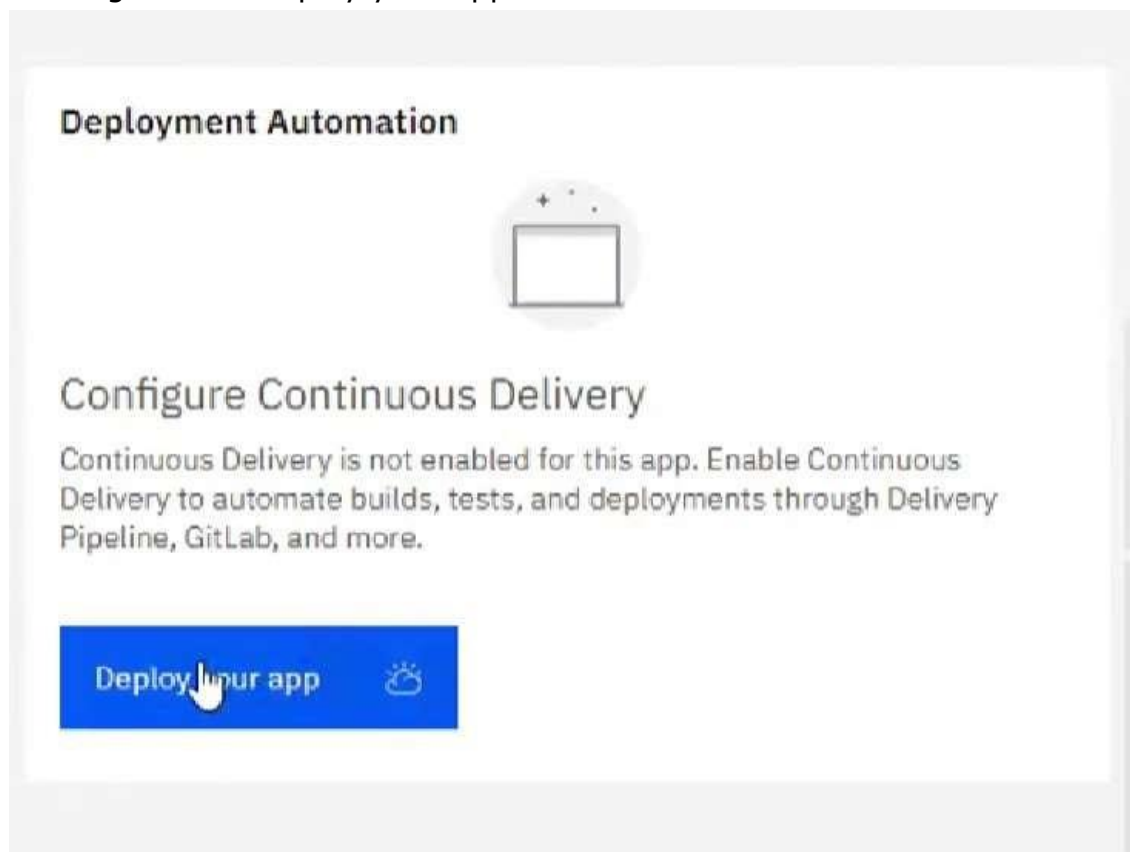 Deployment Automation
Configure Continuous Delivery
Continuous Delivery is not enabled for this app. Enable Continuous
Delivery to automate builds, tests, and deployments through Delivery
Pipeline, GitLab, and more.
Deploy your app